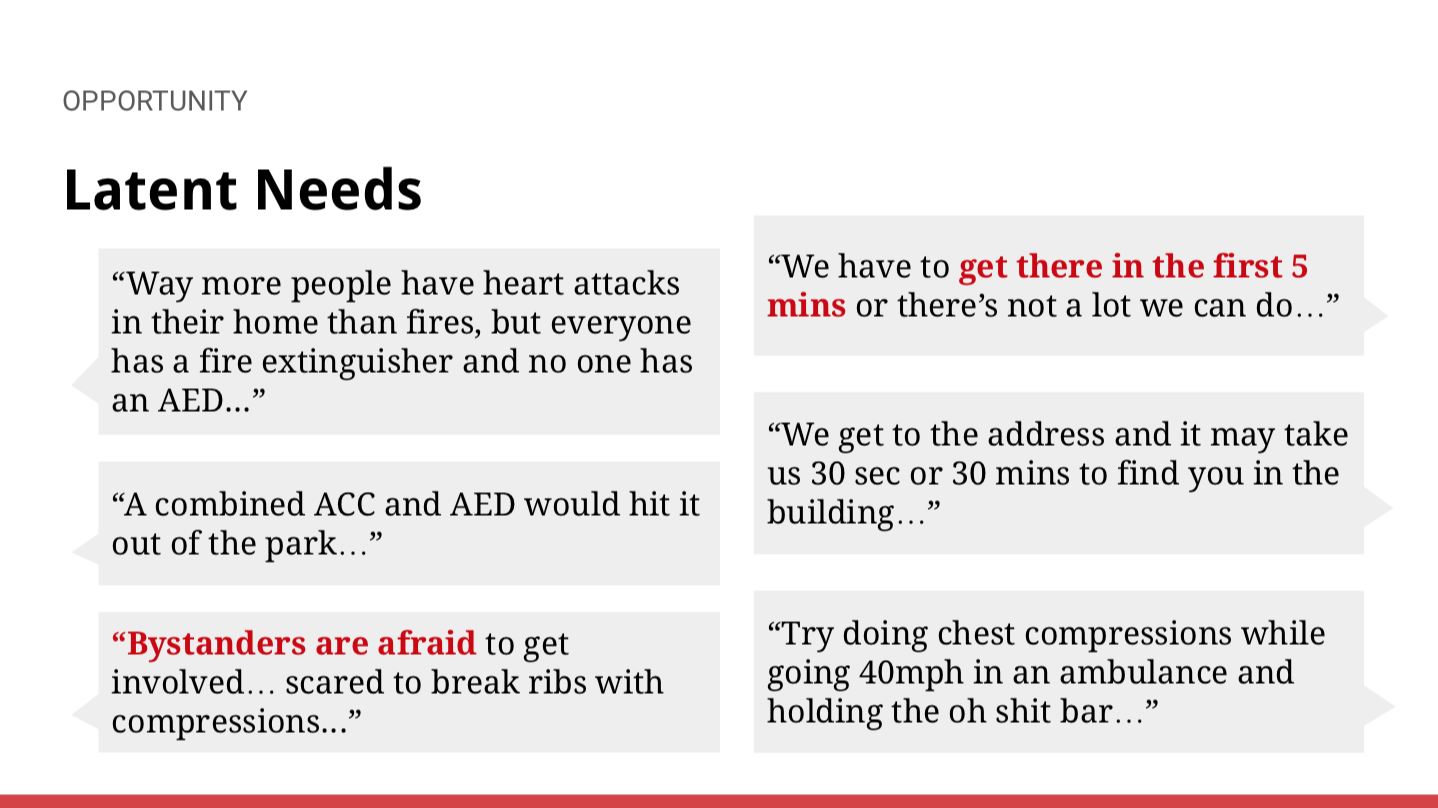 OPPORTUNITY
Latent Needs
“Way more people have heart attacks
in their home than fires, but everyone
has a fire extinguisher and no one has
an AED...”
“A combined ACC and AED would hit it
out of the park…”
“Bystanders are afraid to get
involved… scared to break ribs with
compressions...”
“We have to get there in the first 5
mins or there’s not a lot we can do…”
“We get to the address and it may take
us 30 sec or 30 mins to find you in the
building…”
“Try doing chest compressions while
going 40mph in an ambulance and
holding the oh shit bar…”